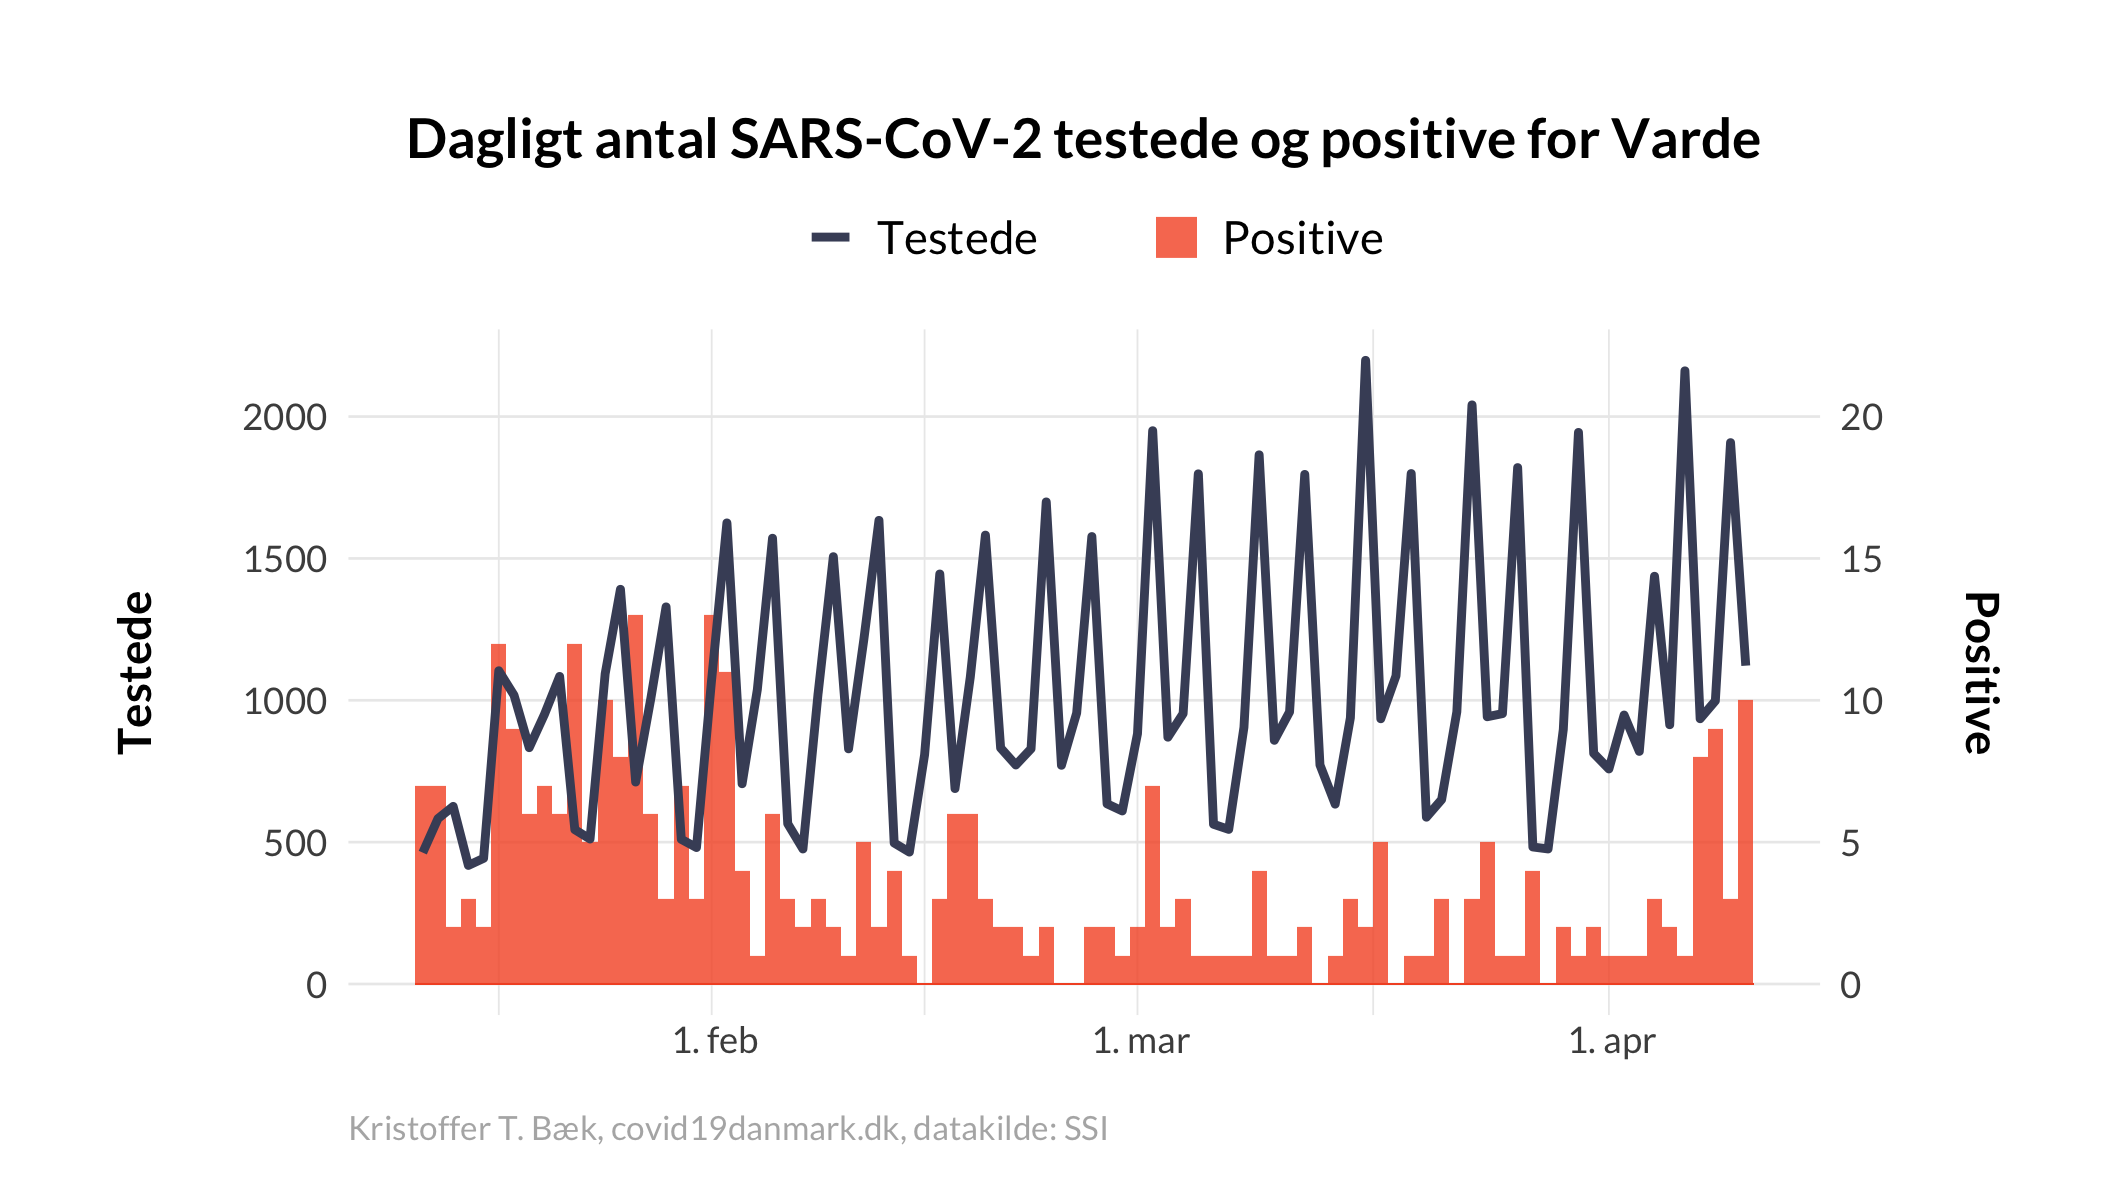 Dagligt antal SARS-CoV-2 testede og positive for Varde
Testede Positive
2000 20
1500 15
1000 10
500 5
0 0
Testede
Positive
1. feb 1. mar 1. apr
Kristoffer T. Bæk, covid19danmark.dk, datakilde: SSI